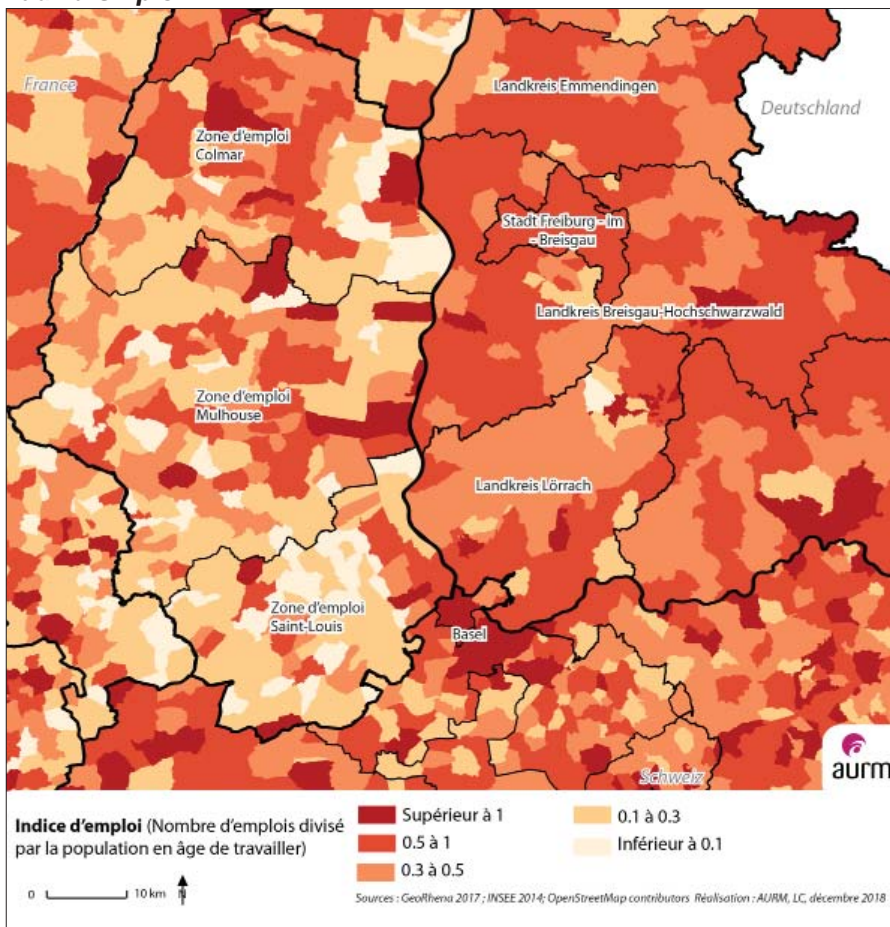 France
Deutschland
Landkreis Emmendingen
Zone d'emploi
Colmar
Stadt Freiburg - im
- Breisgau
Landkreis Breisgau-Hochschwarzwald
Zone d'emploi
Mulhouse
Landkreis Lörrach
Zone d'emploi
Saint-Louis
Basel
Schweiz
aurm
Indice d'emploi (Nombre d'emplois divisé
par la population en âge de travailler)
Supérieur à 1
0.5 à 1
0.3 à 0.5
0.1 à 0.3
Inférieur à 0.1
0 10 km N
Sources : GeoRhena 2017 ; INSEE 2014; OpenStreetMap contributors Réalisation : AURM, LC, décembre 2018